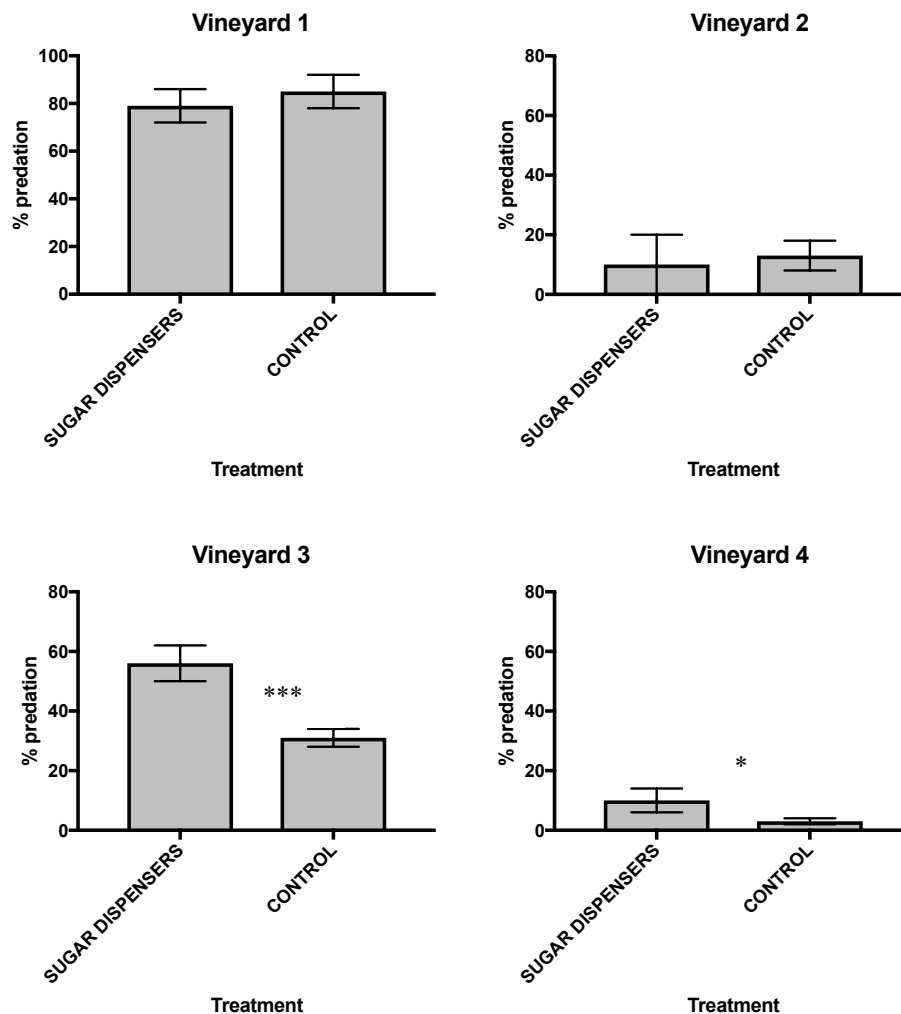 Vineyard 1
% predation
100
80
60
40
20
0
SUGAR DISPENSERS
CONTROL
Treatment
Vineyard 2
% predation
80
60
40
20
0
SUGAR DISPENSERS
CONTROL
Treatment
Vineyard 3
% predation
80
60
40
20
0
***
SUGAR DISPENSERS
CONTROL
Treatment
Vineyard 4
% predation
80
60
40
20
0
*
SUGAR DISPENSERS
CONTROL
Treatment